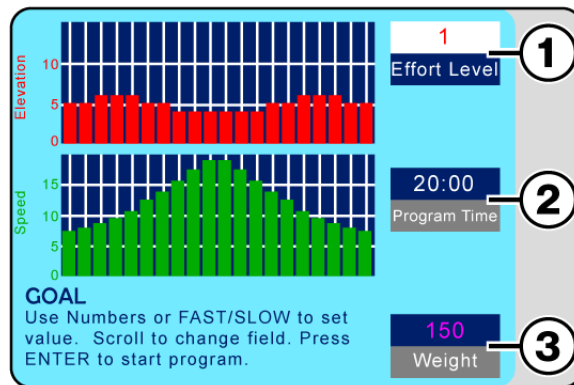 Elevation
10
5
0
1
Effort Level
1
Speed
15
10
5
0
20:00
Program Time
2
GOAL
Use Numbers or FAST/SLOW to set
value. Scroll to change field. Press
ENTER to start program.
150
Weight
3